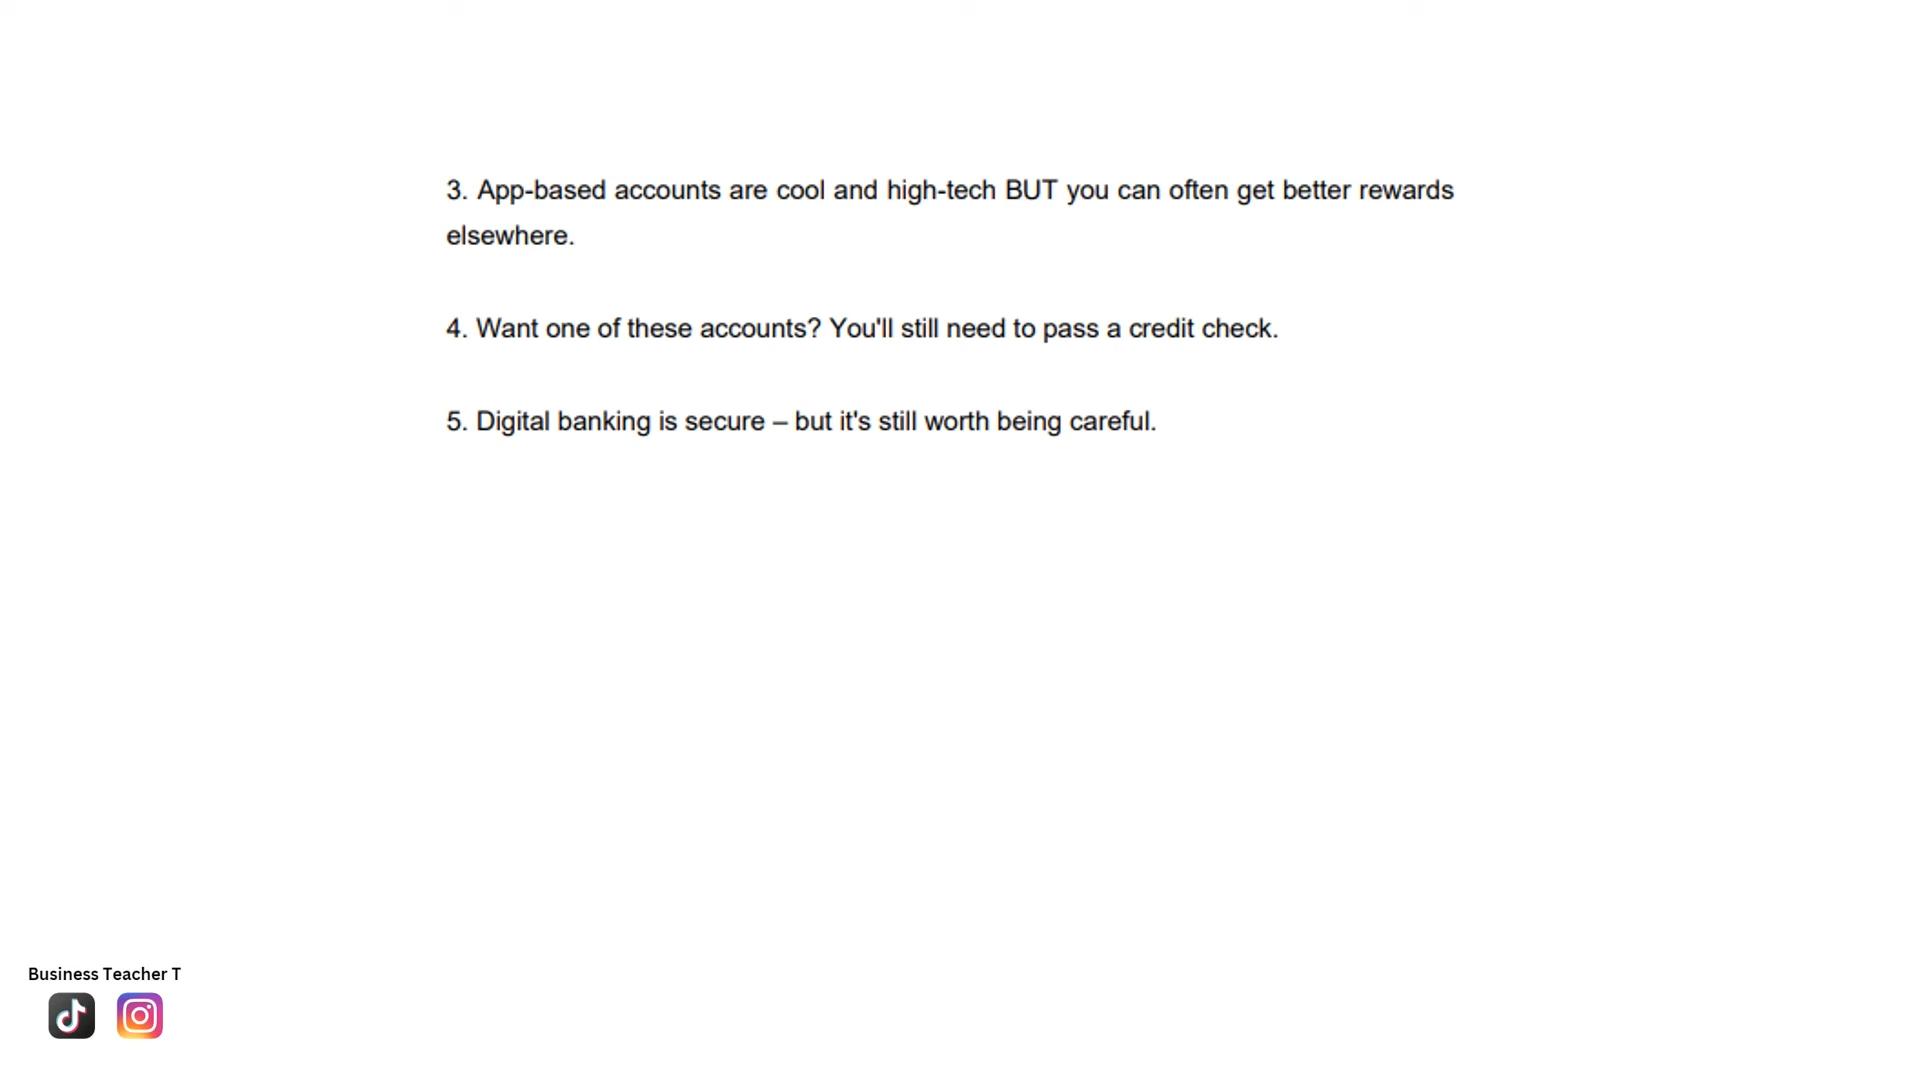 3. App-based accounts are cool and high-tech BUT you can often get better rewards
elsewhere.
4. Want one of these accounts? You'll still need to pass a credit check.
5. Digital banking is secure – but it's still worth being careful.
Business Teacher T